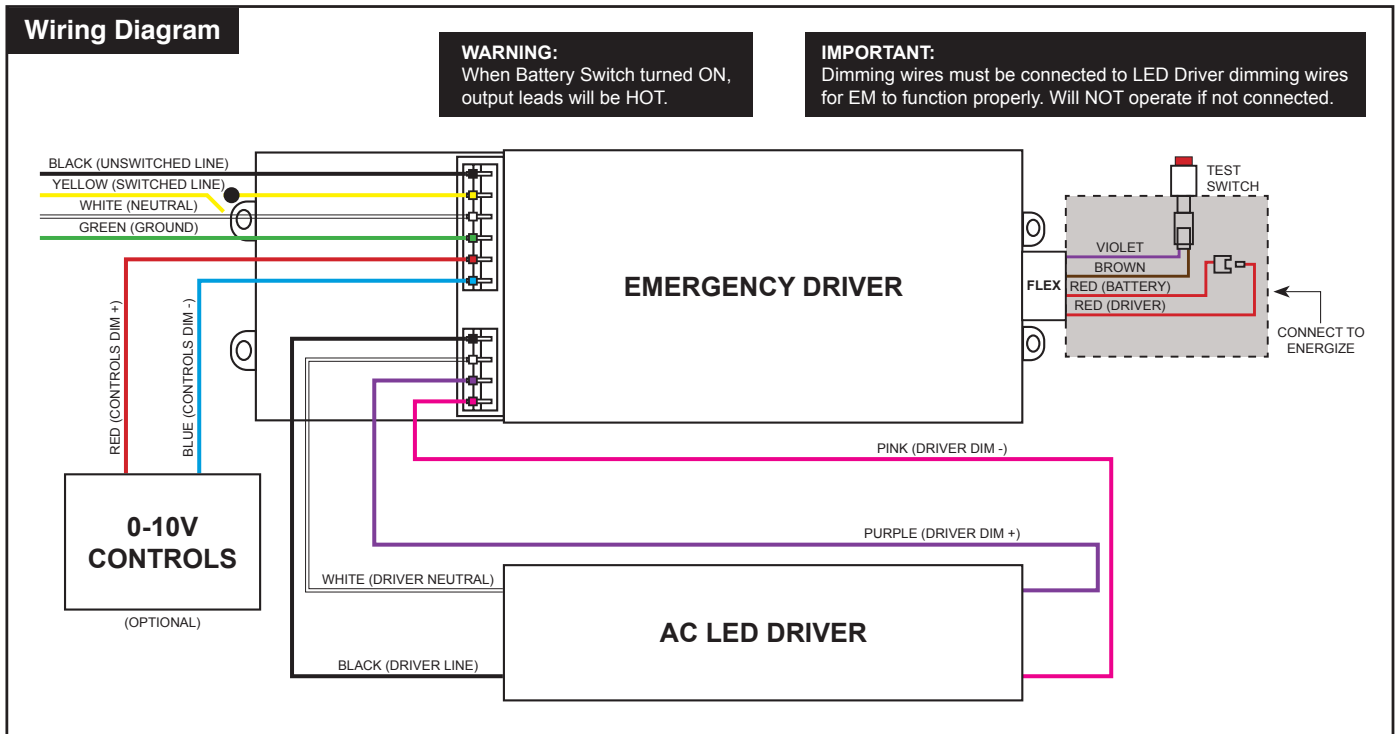 Wiring Diagram
WARNING:
When Battery Switch turned ON,
output leads will be HOT.
IMPORTANT:
Dimming wires must be connected to LED Driver dimming wires
for EM to function properly. Will NOT operate if not connected.
BLACK (UNSWITCHED LINE)
YELLOW (SWITCHED LINE)
WHITE (NEUTRAL)
GREEN (GROUND)
RED (CONTROLS DIM +)
BLUE (CONTROLS DIM -)
EMERGENCY DRIVER
FLEX
TEST
SWITCH
VIOLET
BROWN
RED (BATTERY)
RED (DRIVER)
CONNECT TO
ENERGIZE
PINK (DRIVER DIM -)
PURPLE (DRIVER DIM +)
0-10V
CONTROLS
(OPTIONAL)
WHITE (DRIVER NEUTRAL)
BLACK (DRIVER LINE)
AC LED DRIVER